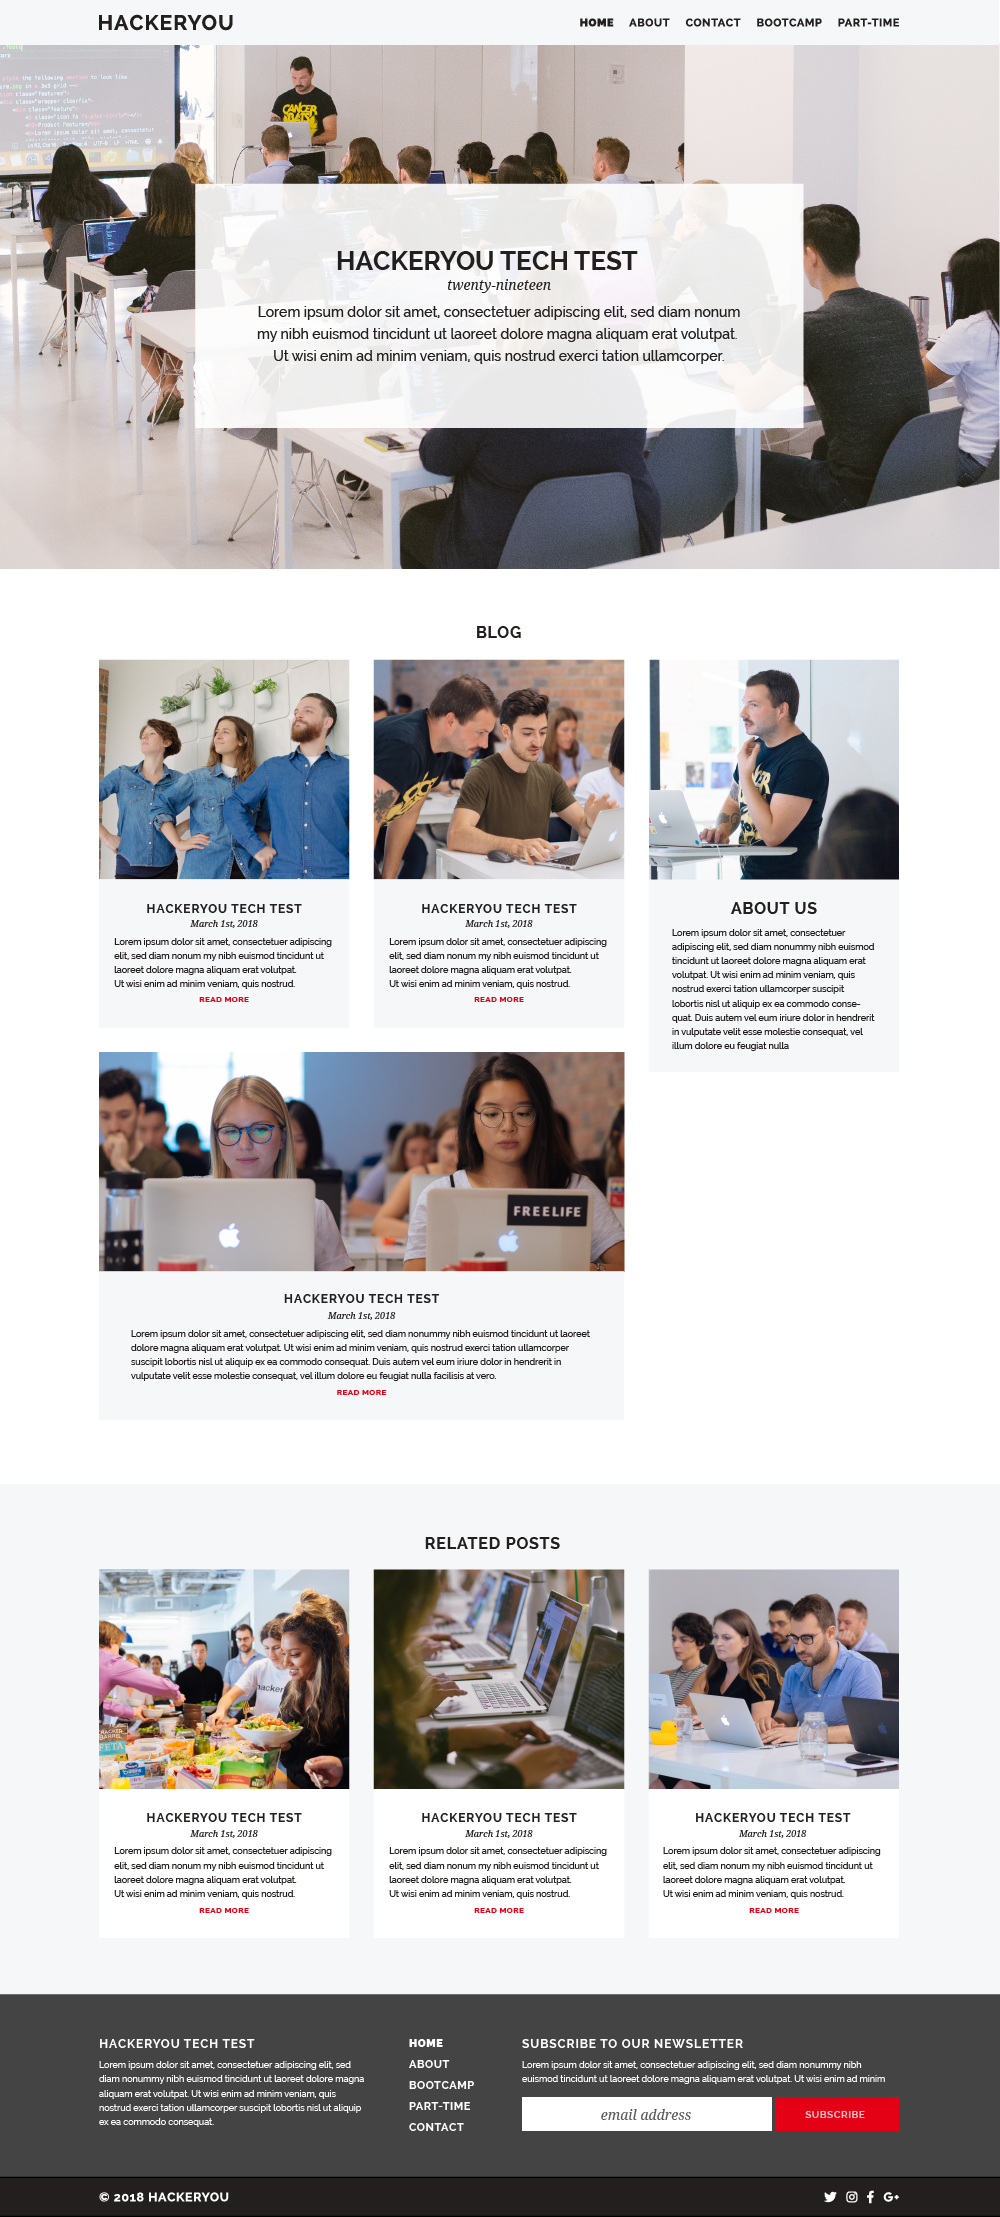 HACKERYOU
HOME ABOUT CONTACT BOOTCAMP PART-TIME
CANCER
HACKERYOU TECH TEST
twenty-nineteen
Lorem ipsum dolor sit amet, consectetuer adipiscing elit, sed diam nonum
my nibh euismod tincidunt ut laoreet dolore magna aliquam erat volutpat.
Ut wisi enim ad minim veniam, quis nostrud exerci tation ullamcorper.
BLOG
HACKERYOU TECH TEST
March 1st, 2018
Lorem ipsum dolor sit amet, consectetuer adipiscing
elit, sed diam nonum my nibh euismod tincidunt ut
laoreet dolore magna aliquam erat volutpat.
Ut wisi enim ad minim veniam, quis nostrud.
READ MORE
HACKERYOU TECH TEST
March 1st, 2018
Lorem ipsum dolor sit amet, consectetuer adipiscing
elit, sed diam nonum my nibh euismod tincidunt ut
laoreet dolore magna aliquam erat volutpat.
Ut wisi enim ad minim veniam, quis nostrud.
READ MORE
ABOUT US
Lorem ipsum dolor sit amet, consectetuer
adipiscing elit, sed diam nonummy nibh euismod
tincidunt ut laoreet dolore magna aliquam erat
volutpat. Ut wisi enim ad minim veniam, quis
nostrud exerci tation ullamcorper suscipit
lobortis nisl ut aliquip ex ea commodo conse-
quat. Duis autem vel eum iriure dolor in hendrerit
in vulputate velit esse molestie consequat, vel
illum dolore eu feugiat nulla
FREELIFE
HACKERYOU TECH TEST
March 1st, 2018
Lorem ipsum dolor sit amet, consectetuer adipiscing elit, sed diam nonummy nibh euismod tincidunt ut laoreet
dolore magna aliquam erat volutpat. Ut wisi enim ad minim veniam, quis nostrud exerci tation ullamcorper
suscipit lobortis nisl ut aliquip ex ea commodo consequat. Duis autem vel eum iriure dolor in hendrerit in
vulputate velit esse molestie consequat, vel illum dolore eu feugiat nulla facilisis at vero.
READ MORE
RELATED POSTS
hacker
CRACKER
BARREL
FETA
HACKERYOU TECH TEST
March 1st, 2018
Lorem ipsum dolor sit amet, consectetuer adipiscing
elit, sed diam nonum my nibh euismod tincidunt ut
laoreet dolore magna aliquam erat volutpat.
Ut wisi enim ad minim veniam, quis nostrud.
READ MORE
HACKERYOU TECH TEST
March 1st, 2018
Lorem ipsum dolor sit amet, consectetuer adipiscing
elit, sed diam nonum my nibh euismod tincidunt ut
laoreet dolore magna aliquam erat volutpat.
Ut wisi enim ad minim veniam, quis nostrud.
READ MORE
HACKERYOU TECH TEST
March 1st, 2018
Lorem ipsum dolor sit amet, consectetuer adipiscing
elit, sed diam nonum my nibh euismod tincidunt ut
laoreet dolore magna aliquam erat volutpat.
Ut wisi enim ad minim veniam, quis nostrud.
READ MORE
HACKERYOU TECH TEST
Lorem ipsum dolor sit amet, consectetuer adipiscing elit, sed
diam nonummy nibh euismod tincidunt ut laoreet dolore magna
aliquam erat volutpat. Ut wisi enim ad minim veniam, quis
nostrud exerci tation ullamcorper suscipit lobortis nisl ut aliquip
ex ea commodo consequat.
HOME
ABOUT
BOOTCAMP
PART-TIME
CONTACT
SUBSCRIBE TO OUR NEWSLETTER
Lorem ipsum dolor sit amet, consectetuer adipiscing elit, sed diam nonummy nibh
euismod tincidunt ut laoreet dolore magna aliquam erat volutpat. Ut wisi enim ad minim
email address
SUBSCRIBE
© 2018 HACKERYOU